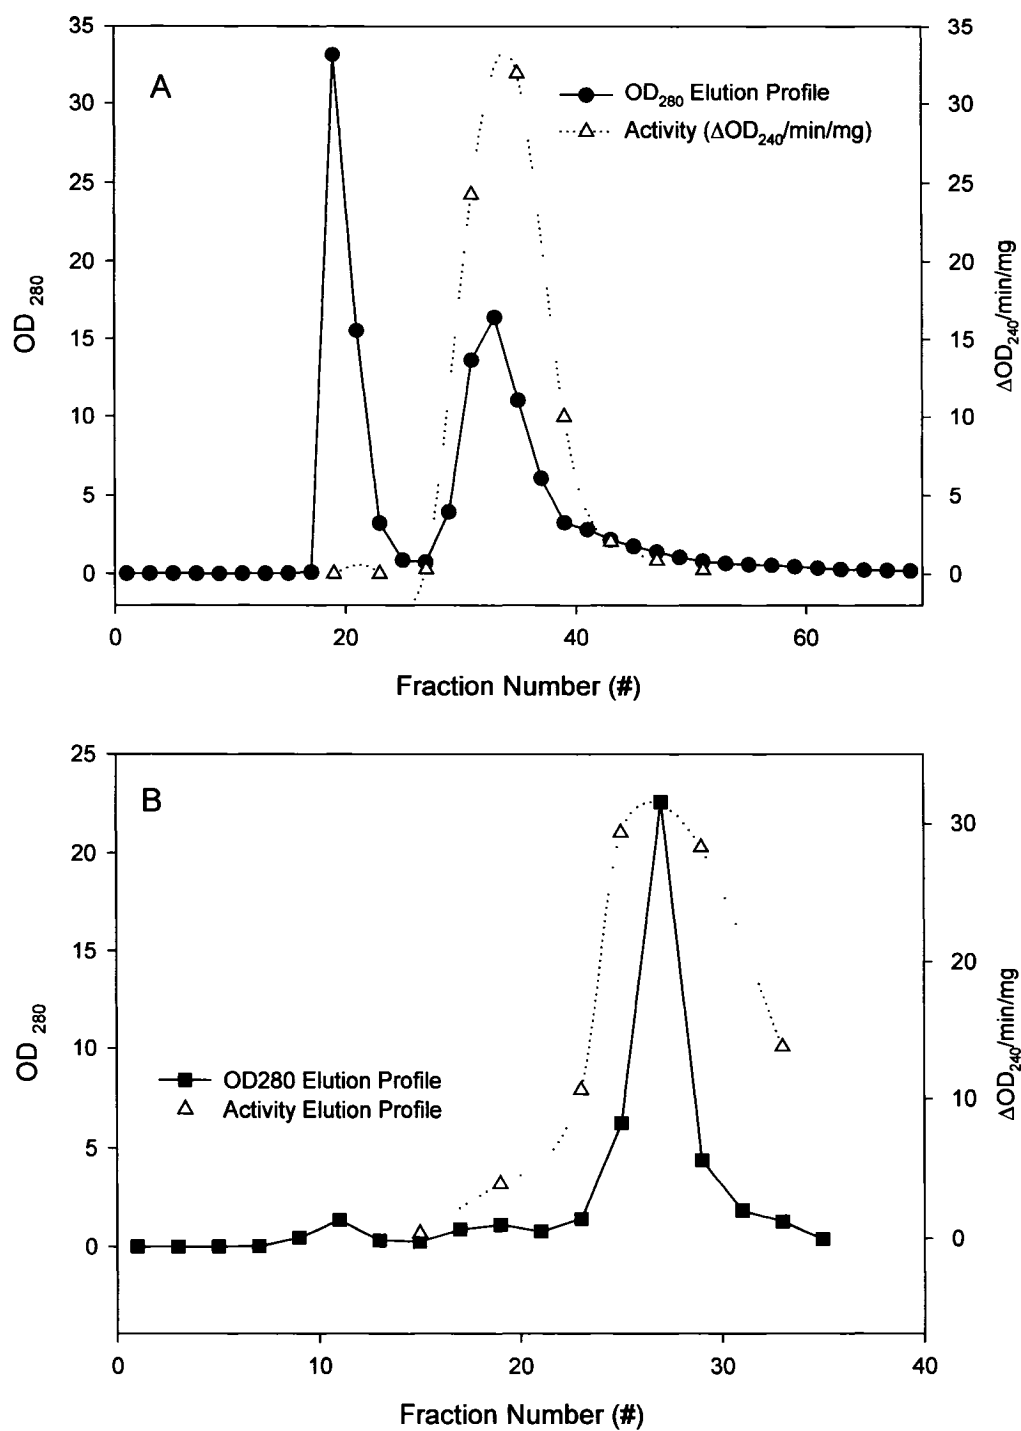 A
OD280 Elution Profile
Activity (ΔOD240/min/mg)
35
30
25
20
15
10
5
0
OD 280
35
30
25
20
15
10
5
0
ΔOD240/min/mg
0 20 40 60
Fraction Number (#)
B
25
20
15
10
5
0
OD 280
OD280 Elution Profile
Activity Elution Profile
30
20
10
0
ΔOD240/min/mg
0 10 20 30 40
Fraction Number (#)